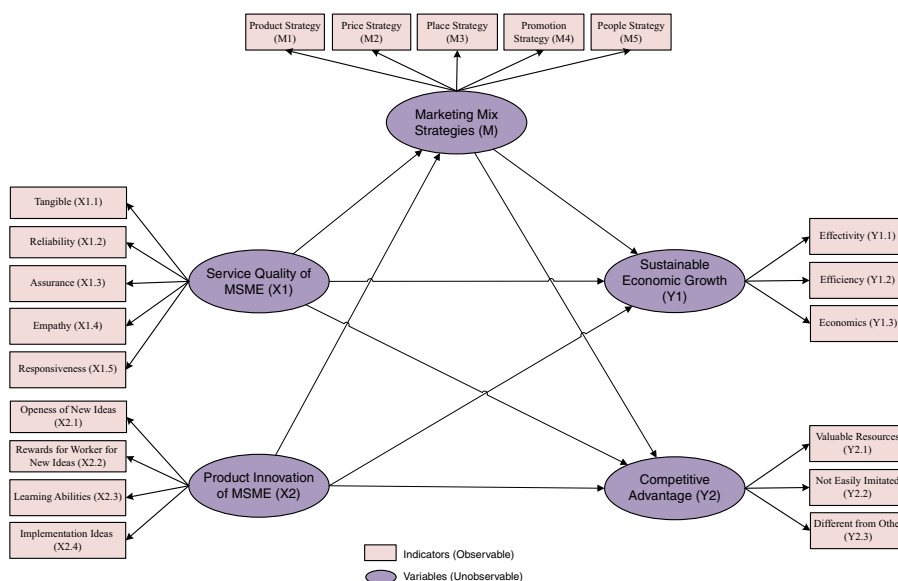 Product Strategy
(M1)
Price Strategy
(M2)
Place Strategy
(M3)
Promotion
Strategy (M4)
People Strategy
(M5)
Marketing Mix
Strategies (M)
Tangible (X1.1)
Reliability (X1.2)
Assurance (X1.3)
Empathy (X1.4)
Responsiveness (X1.5)
Service Quality of
MSME (X1)
Sustainable
Economic Growth
(Y1)
Effectivity (Y1.1)
Efficiency (Y1.2)
Economics (Y1.3)
Openess of New Ideas
(X2.1)
Rewards for Worker for
New Ideas (X2.2)
Learning Abilities (X2.3)
Implementation Ideas
(X2.4)
Product Innovation
of MSME (X2)
Competitive
Advantage (Y2)
Valuable Resources
(Y2.1)
Not Easily Imitated
(Y2.2)
Different from Other
(Y2.3)
Indicators (Observable)
Variables (Unobservable)